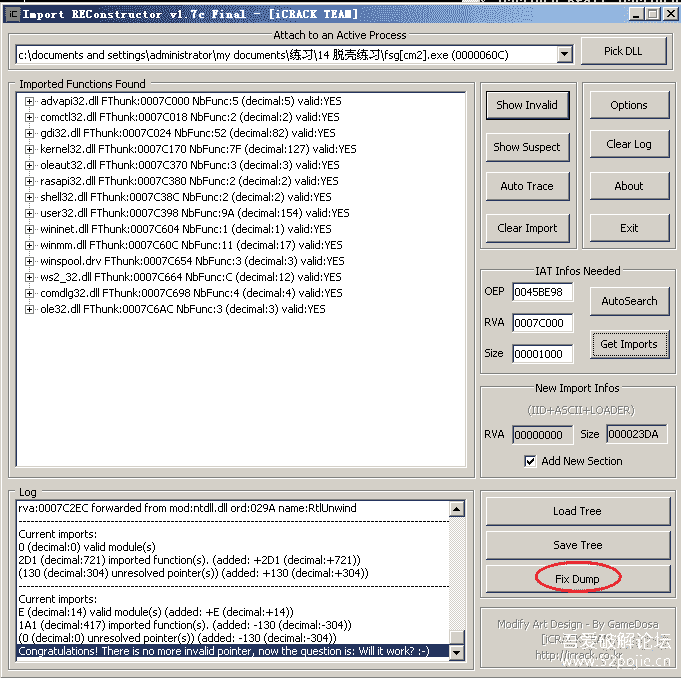 Import REConstructor v1.7c Final - [iCRACK TEAM]
Attach to an Active Process
c:\documents and settings\administrator\my documents\练习\14 脱壳练习\fsg[cm2].exe (0000060C)
Pick DLL
Imported Functions Found
advapi32.dll FThunk:0007C000 NbFunc:5 (decimal:5) valid:YES
comctl32.dll FThunk:0007C018 NbFunc:2 (decimal:2) valid:YES
gdi32.dll FThunk:0007C024 NbFunc:52 (decimal:82) valid:YES
kernel32.dll FThunk:0007C170 NbFunc:7F (decimal:127) valid:YES
oleaut32.dll FThunk:0007C370 NbFunc:3 (decimal:3) valid:YES
rasapi32.dll FThunk:0007C380 NbFunc:2 (decimal:2) valid:YES
shell32.dll FThunk:0007C38C NbFunc:2 (decimal:2) valid:YES
user32.dll FThunk:0007C398 NbFunc:9A (decimal:154) valid:YES
wininet.dll FThunk:0007C604 NbFunc:1 (decimal:1) valid:YES
winmm.dll FThunk:0007C60C NbFunc:11 (decimal:17) valid:YES
winspool.drv FThunk:0007C654 NbFunc:3 (decimal:3) valid:YES
ws2_32.dll FThunk:0007C664 NbFunc:C (decimal:12) valid:YES
comdlg32.dll FThunk:0007C698 NbFunc:4 (decimal:4) valid:YES
ole32.dll FThunk:0007C6AC NbFunc:3 (decimal:3) valid:YES
Show Invalid
Show Suspect
Auto Trace
Clear Import
Options
Clear Log
About
Exit
IAT Infos Needed
OEP 0045BE98
AutoSearch
RVA 0007C000
Size 00001000
Get Imports
New Import Infos
(IID+ASCII+LOADER)
RVA 00000000 Size 000023DA
Add New Section
Log
rva:0007C2EC forwarded from mod:ntdll.dll ord:029A name:RtlUnwind
Current imports:
0 (decimal:0) valid module(s)
2D1 (decimal:721) imported function(s). (added: +2D1 (decimal:+721))
(130 (decimal:304) unresolved pointer(s)) (added: +130 (decimal:+304))
Current imports:
E (decimal:14) valid module(s) (added: +E (decimal:+14))
1A1 (decimal:417) imported function(s). (added: -130 (decimal:-304))
(0 (decimal:0) unresolved pointer(s)) (added: -130 (decimal:-304))
Congratulations! There is no more invalid pointer, now the question is: Will it work? :-)
Load Tree
Save Tree
Fix Dump
Modify Art Design - By GameDosa
[iCRACK TEAM]
http://icrack.co.kr
吾爱破解论坛
www.52pojie.cn